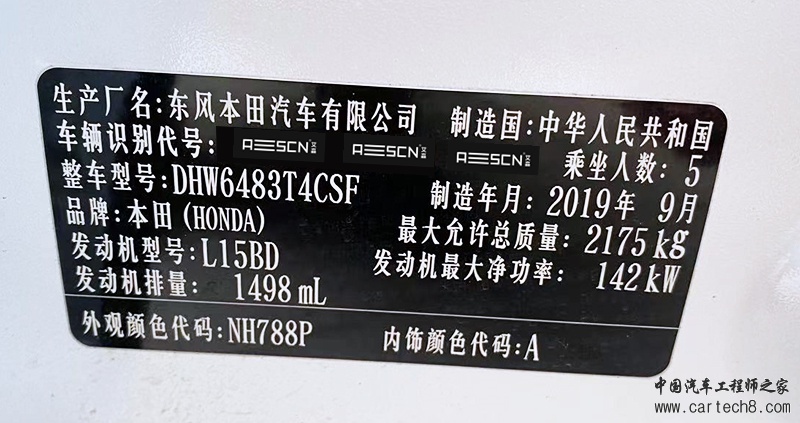 生产厂名:东风本田汽车有限公司 制造国:中华人民共和国
车辆识别代号: AESCN AESCN AESCN 乘坐人数:5
整车型号:DHW6483T4CSF 制造年月:2019年 9月
品牌:本田(HONDA) 最大允许总质量:2175kg
发动机型号:L15BD 发动机最大净功率:142kW
发动机排量:1498mL
外观颜色代码:NH788P 内饰颜色代码:A
中国汽车工程师之家
www.cartech8.com